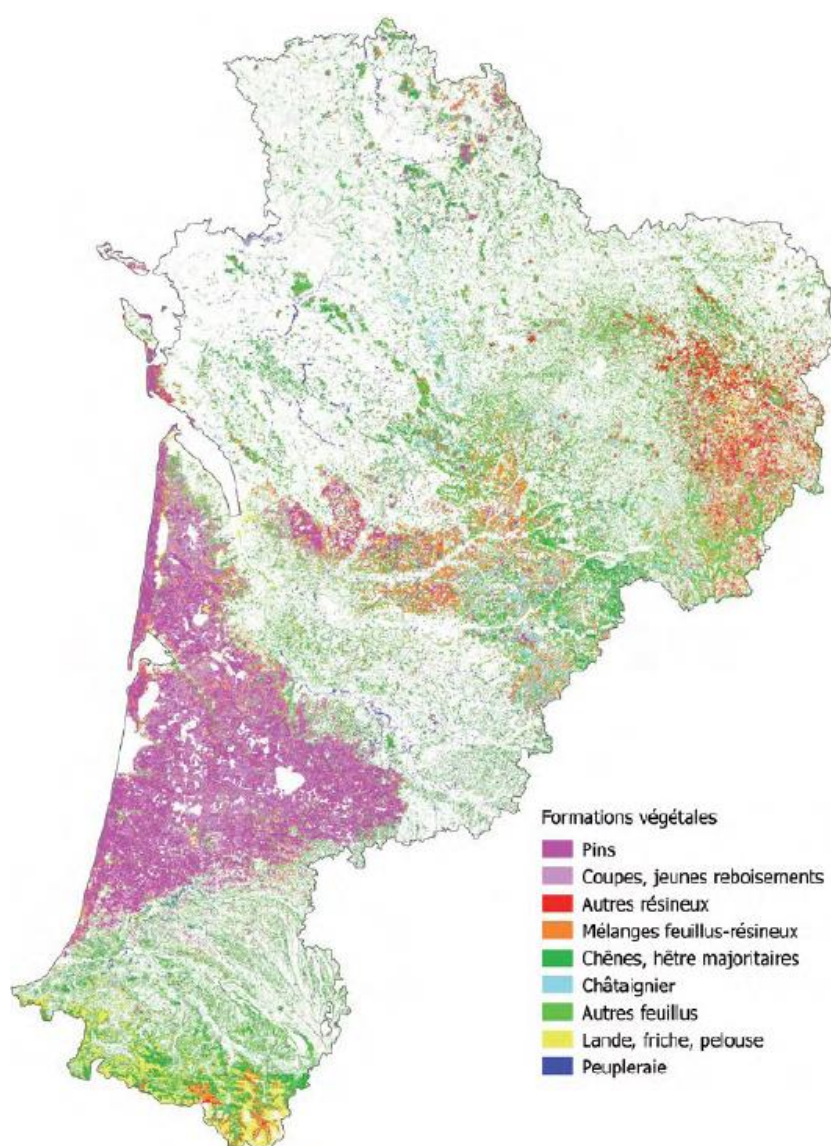 Formations végétales
Pins
Coupes, jeunes reboisements
Autres résineux
Mélanges feuillus-résineux
Chênes, hêtre majoritaires
Châtaignier
Autres feuillus
Lande, friche, pelouse
Peupleraie